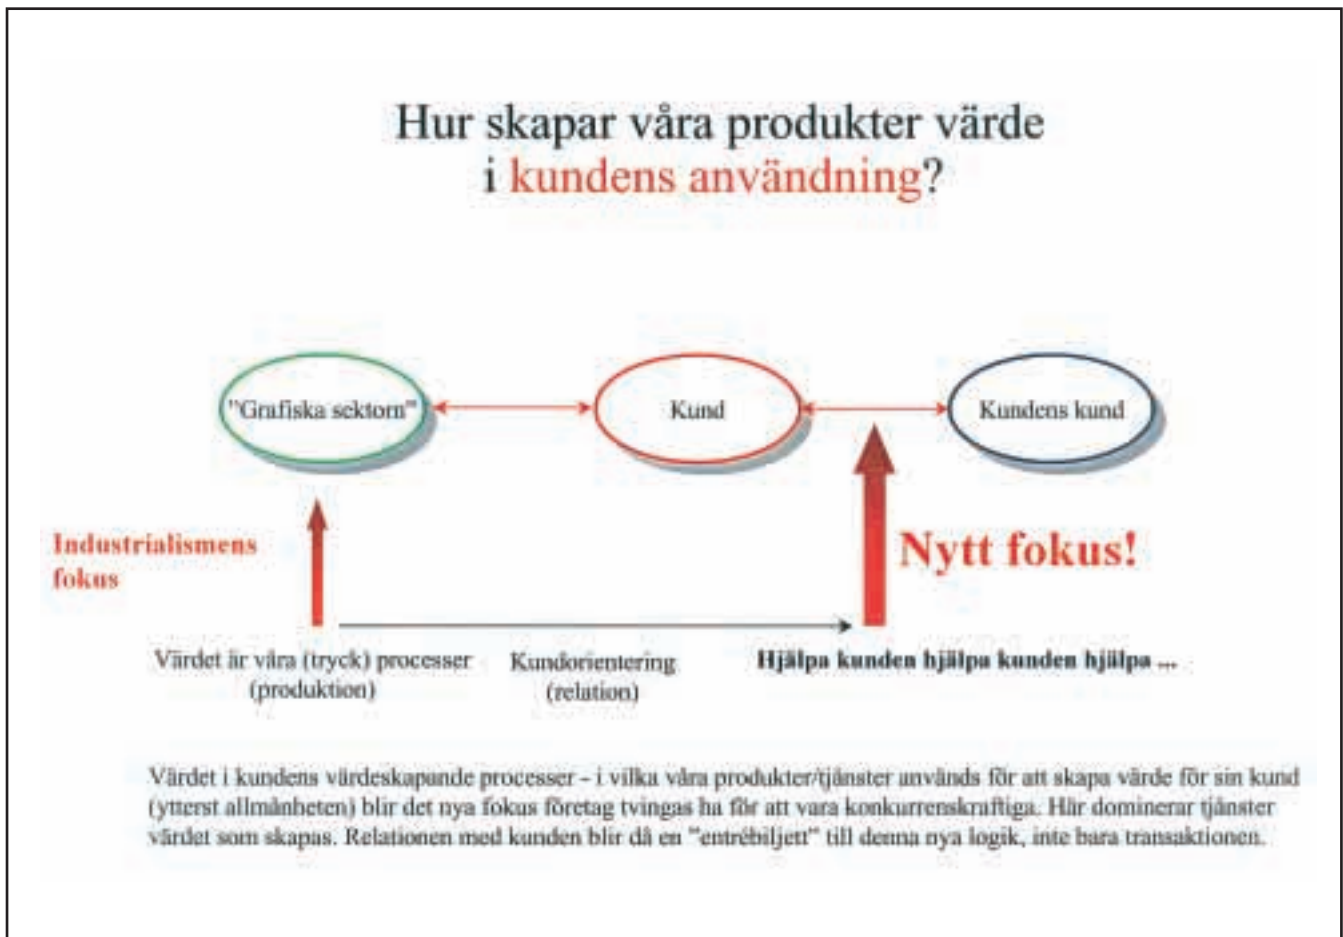 Hur skapar våra produkter värde
i kundens användning?
"Grafiska sektorn"
Kund
Kundens kund
Industrialismens
fokus
Nytt fokus!
Värdet är våra (tryck) processer
(produktion)
Kundorientering
(relation)
Hjälpa kunden hjälpa kunden hjälpa ...
Värdet i kundens värdeskapande processer – i vilka våra produkter/tjänster används för att skapa värde för sin kund
(ytterst allmänheten) blir det nya fokus företag tvingas ha för att vara konkurrenskraftiga. Här dominerar tjänster
värdet som skapas. Relationen med kunden blir då en "entrébiljett" till denna nya logik, inte bara transaktionen.